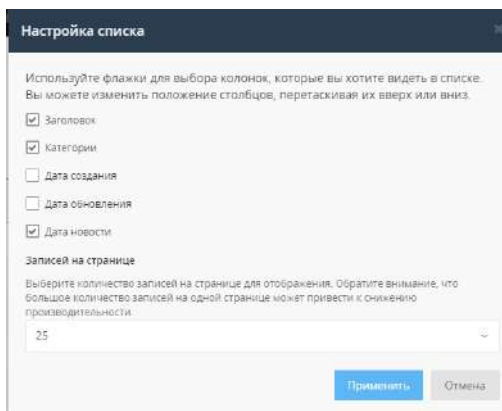 Настройка списка
Используйте флажки для выбора колонок, которые вы хотите видеть в списке.
Вы можете изменить положение столбцов, перетаскивая их вверх или вниз.
Заголовок
Категории
Дата создания
Дата обновления
Дата новости
Записей на странице
Выберите количество записей на странице для отображения. Обратите внимание, что
большое количество записей на одной странице может привести к снижению
производительности.
25
Применить Отмена